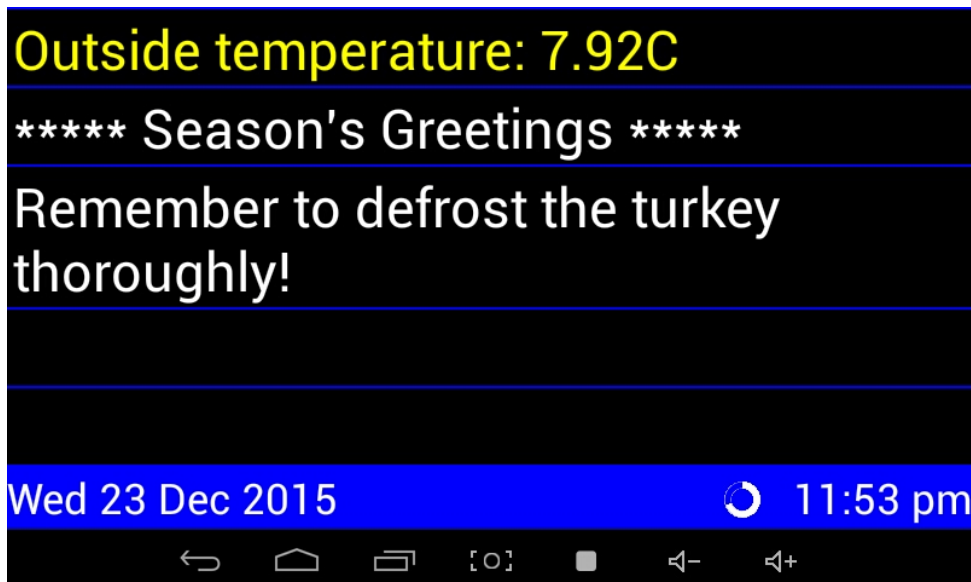 Outside temperature: 7.92C
***** Season's Greetings *****
Remember to defrost the turkey
thoroughly!
Wed 23 Dec 2015 11:53 pm